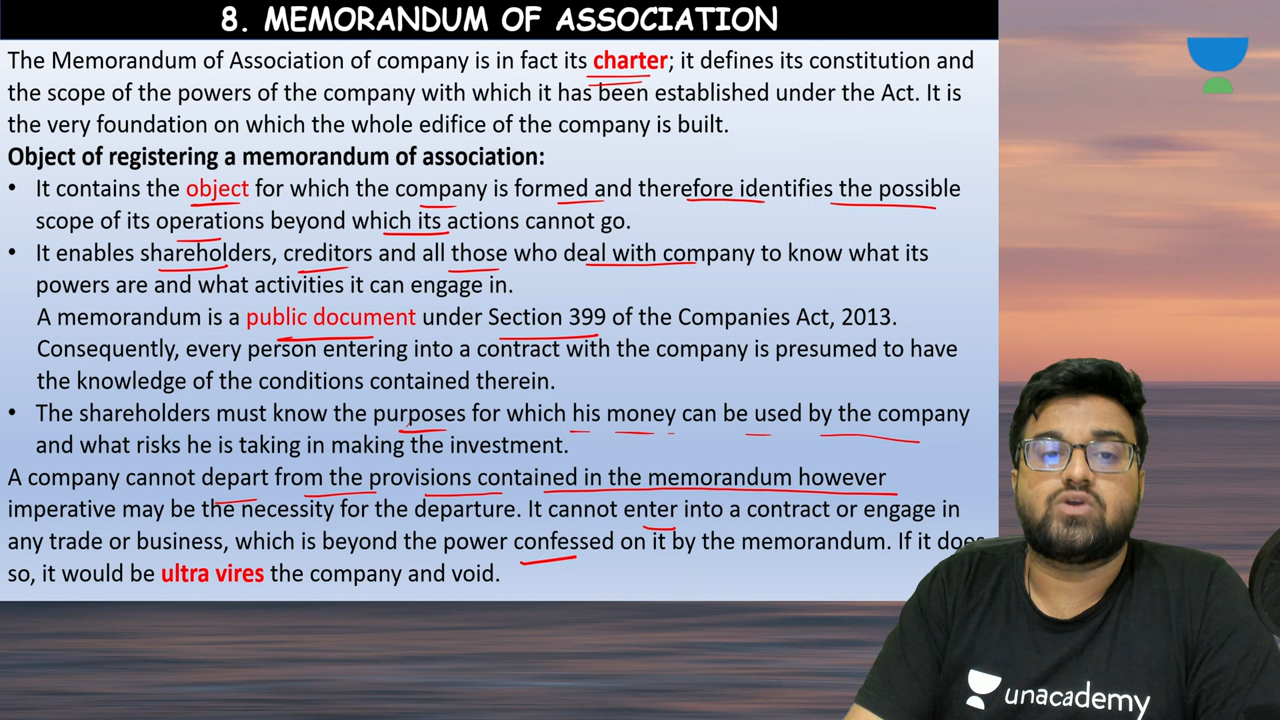 8. MEMORANDUM OF ASSOCIATION
The Memorandum of Association of company is in fact its charter; it defines its constitution and
the scope of the powers of the company with which it has been established under the Act. It is
the very foundation on which the whole edifice of the company is built.
Object of registering a memorandum of association:
• It contains the object for which the company is formed and therefore identifies the possible
scope of its operations beyond which its actions cannot go.
• It enables shareholders, creditors and all those who deal with company to know what its
powers are and what activities it can engage in.
A memorandum is a public document under Section 399 of the Companies Act, 2013.
Consequently, every person entering into a contract with the company is presumed to have
the knowledge of the conditions contained therein.
• The shareholders must know the purposes for which his money can be used by the company
and what risks he is taking in making the investment.
A company cannot depart from the provisions contained in the memorandum however
imperative may be the necessity for the departure. It cannot enter into a contract or engage in
any trade or business, which is beyond the power confessed on it by the memorandum. If it does
so, it would be ultra vires the company and void.
unacademy